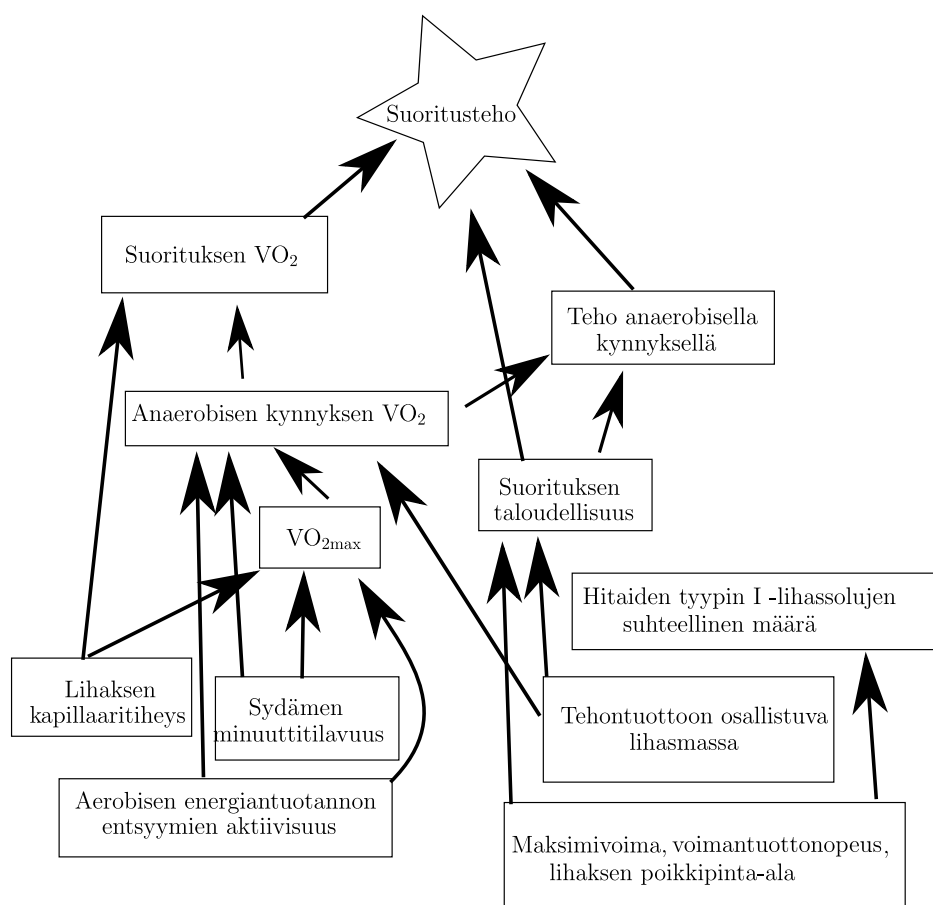 Suoritusteho
Suorituksen VO₂
Teho anaerobisella
kynnyksellä
Anaerobisen kynnyksen VO₂
Suorituksen
taloudellisuus
VO₂max
Hitaiden tyypin I -lihassolujen
suhteellinen määrä
Lihaksen
kapillaaritiheys
Sydämen
minuuttitilavuus
Tehontuottoon osallistuva
lihasmassa
Aerobisen energiantuotannon
entsyymien aktiivisuus
Maksimivoima, voimantuottonopeus,
lihaksen poikkipinta-ala